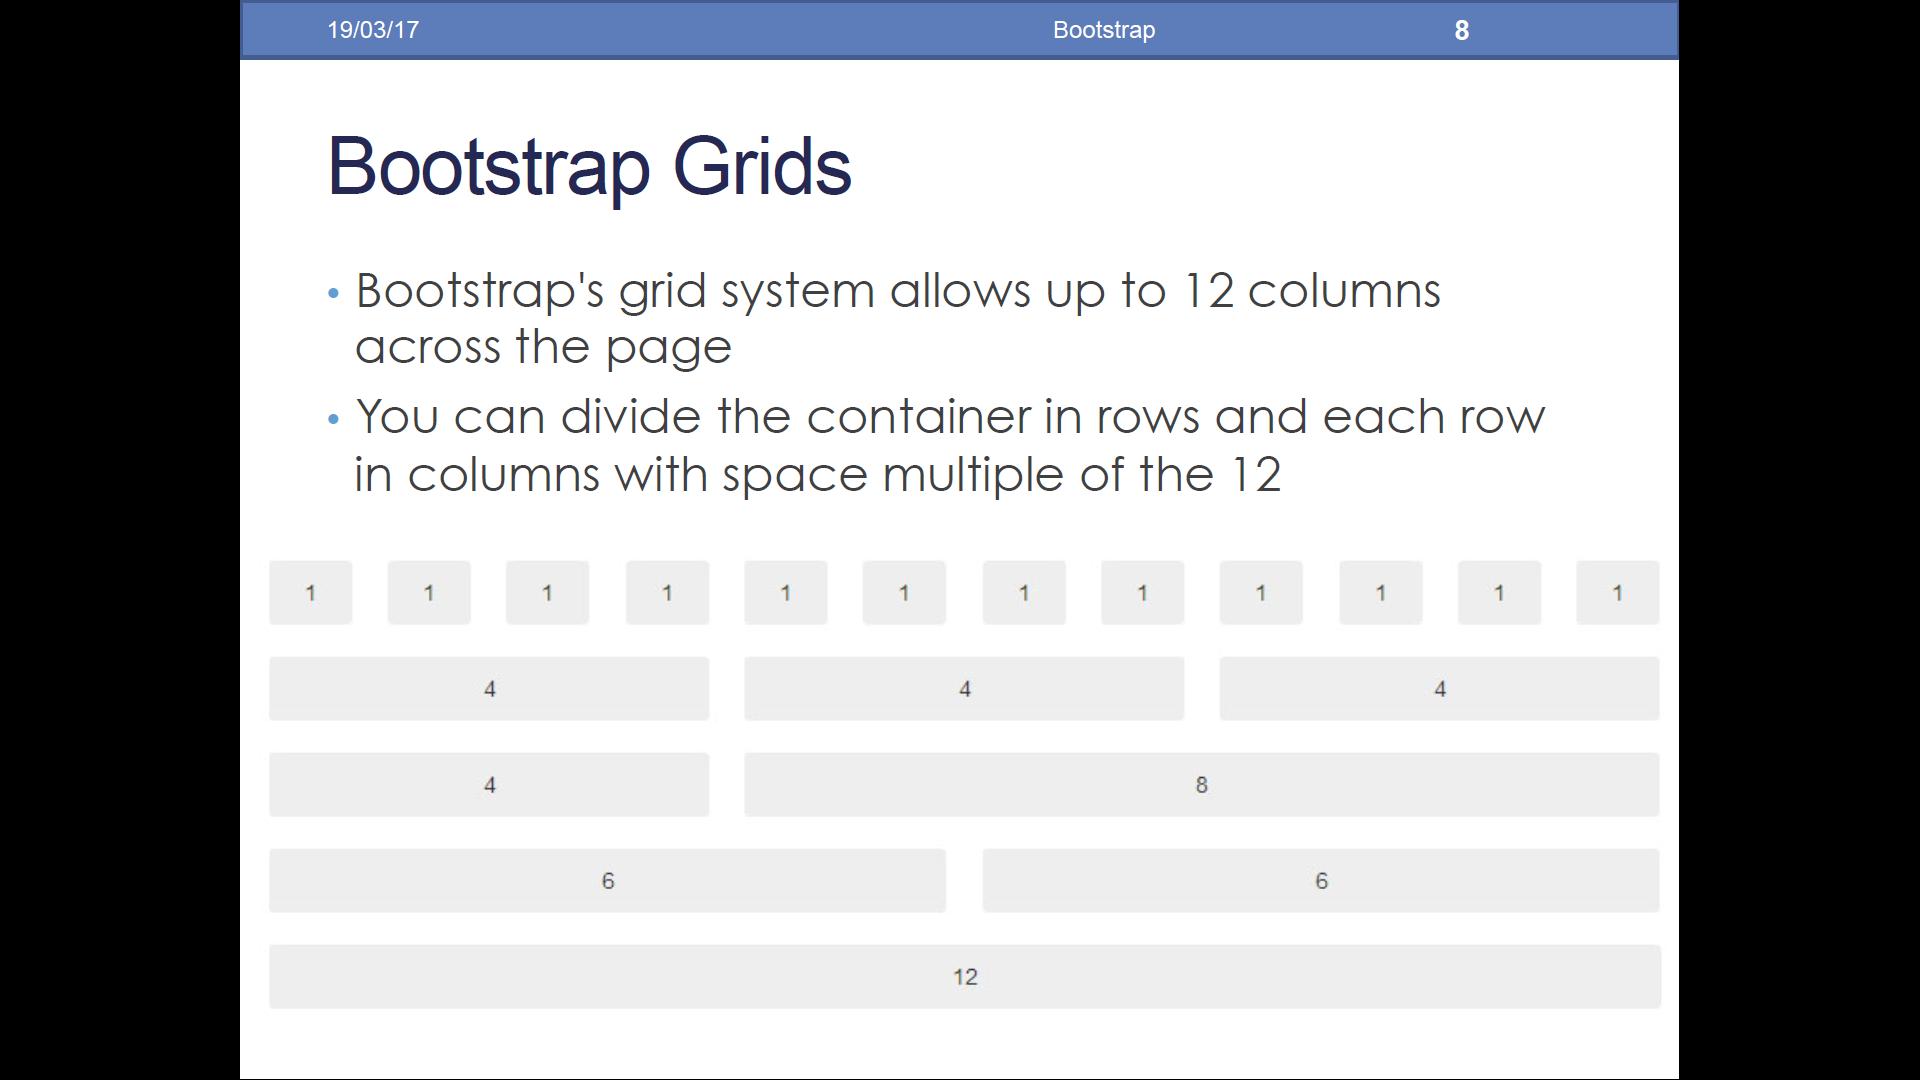 19/03/17 Bootstrap 8
Bootstrap Grids
• Bootstrap's grid system allows up to 12 columns
across the page
• You can divide the container in rows and each row
in columns with space multiple of the 12
1 1 1 1 1 1 1 1 1 1 1 1
4 4 4
4 8
6 6
12